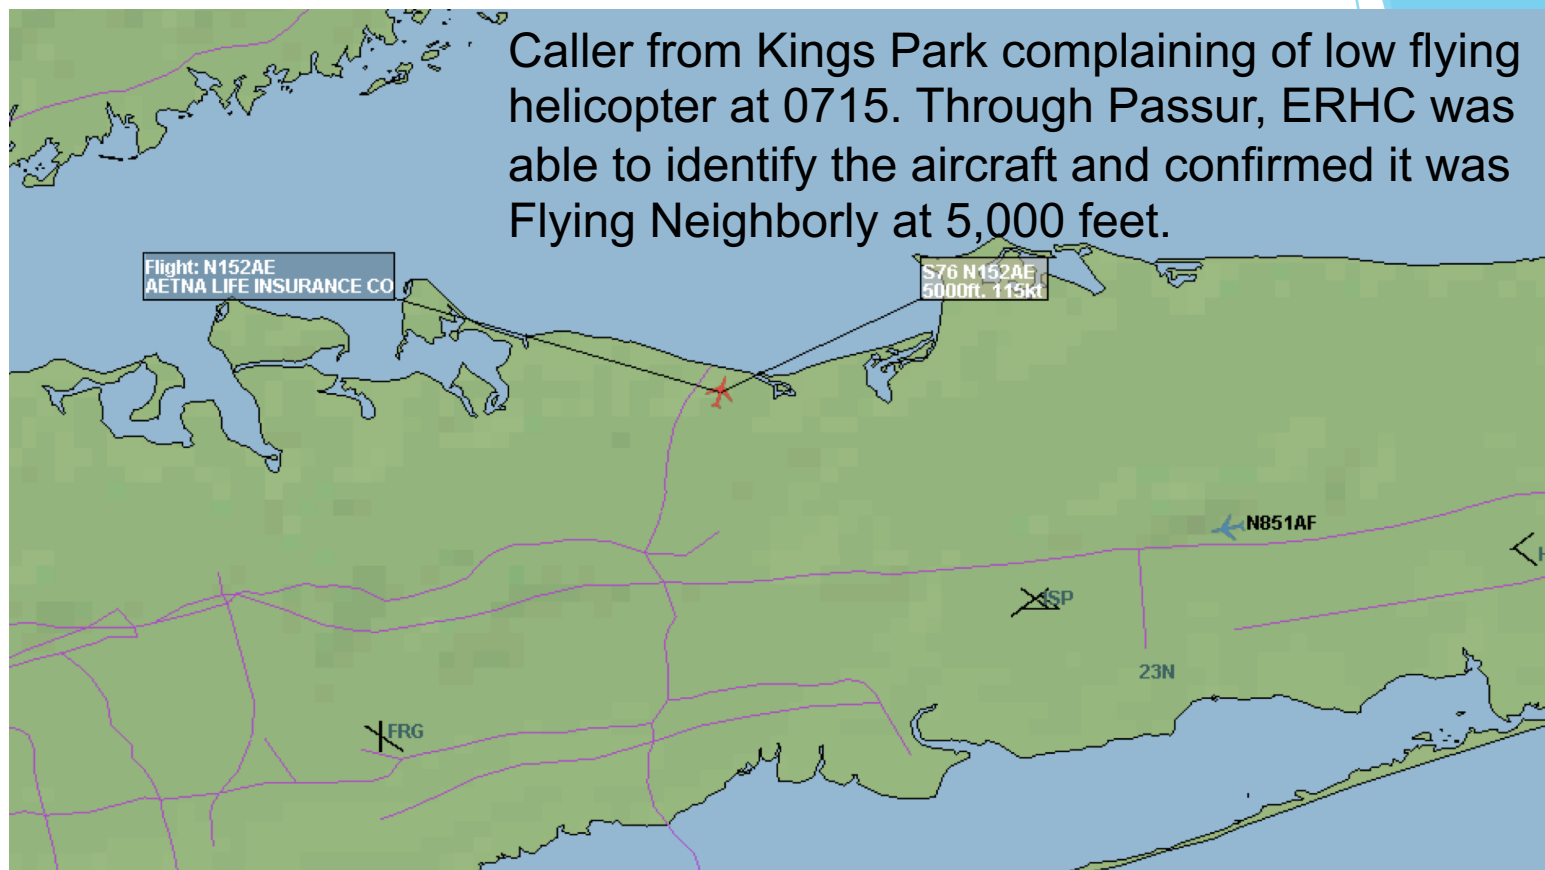 Caller from Kings Park complaining of low flying
helicopter at 0715. Through Passur, ERHC was
able to identify the aircraft and confirmed it was
Flying Neighborly at 5,000 feet.
Flight: N152AE
AETNA LIFE INSURANCE CO
S76 N152AE
5000ft. 115kt
N851AF
ISP
23N
FRG